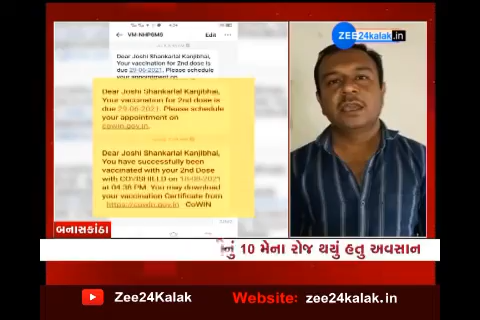 VM-NHPSMS
Edit
Dear Joshi Shankarlal Kanjibhai,
Your vaccination for 2nd dose is
due 29-06-2021. Please schedule
your appointment on
Dear Joshi Shankarlal Kanjibhai,
Your vaccination for 2nd dose is
due 29-06-2021. Please schedule
your appointment on
cowin.gov.in.
Dear Joshi Shankarlal Kanjibhai,
You have successfully been
vaccinated with your 2nd Dose
with COVISHIELD on
at 04:38 PM. You may download
your vaccination Certificate from
https://cowin.gov.in CoWIN
ZEE24kalak.in
બનાસકાંઠા
નું 10 મેના રોજ થયું હતુ અવસાન
Zee24Kalak
Website: zee24kalak.in